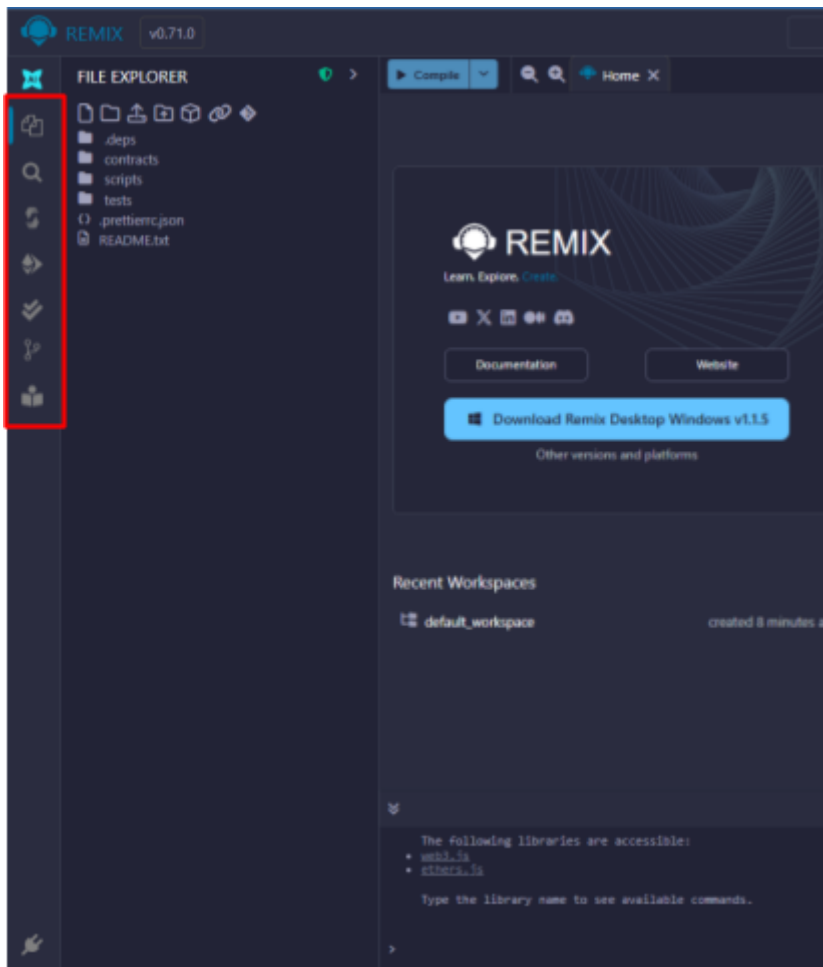 REMIX v0.71.0
FILE EXPLORER
Compile
Home
.deps
contracts
scripts
tests
.prettierrc.json
README.txt
REMIX
Learn. Explore. Create.
Documentation
Website
Download Remix Desktop Windows v1.1.5
Other versions and platforms
Recent Workspaces
default_workspace
created 8 minutes a
The following libraries are accessible:
• web3.js
• ethers.js
Type the library name to see available commands.
>